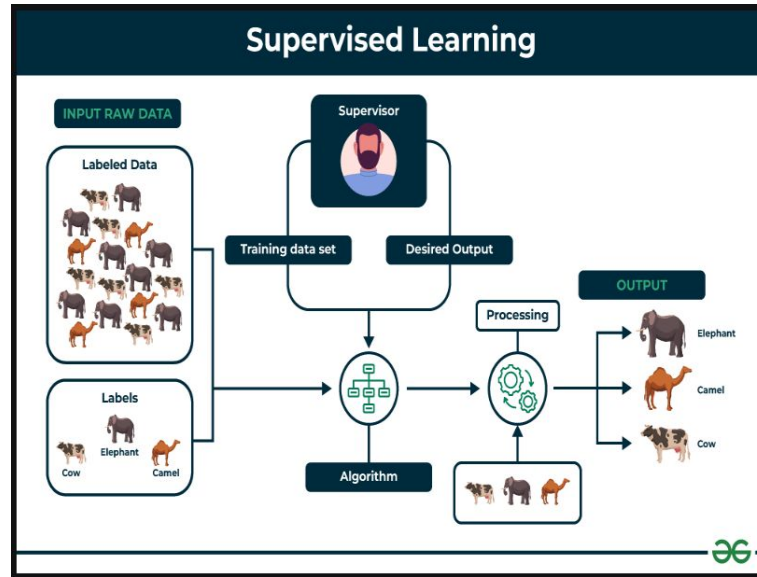 Supervised Learning
INPUT RAW DATA
Labeled Data
Labels
Cow
Elephant
Camel
Supervisor
Training data set
Desired Output
Algorithm
Processing
OUTPUT
Elephant
Camel
Cow